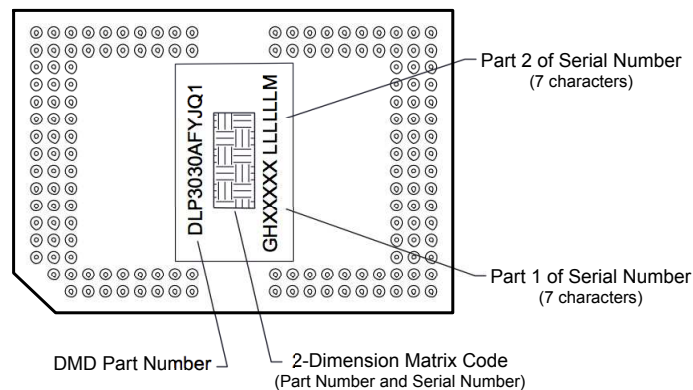 Part 2 of Serial Number
(7 characters)
DLP3030AFYJQ1
GHXXXXX LLLLLLM
Part 1 of Serial Number
(7 characters)
DMD Part Number
2-Dimension Matrix Code
(Part Number and Serial Number)